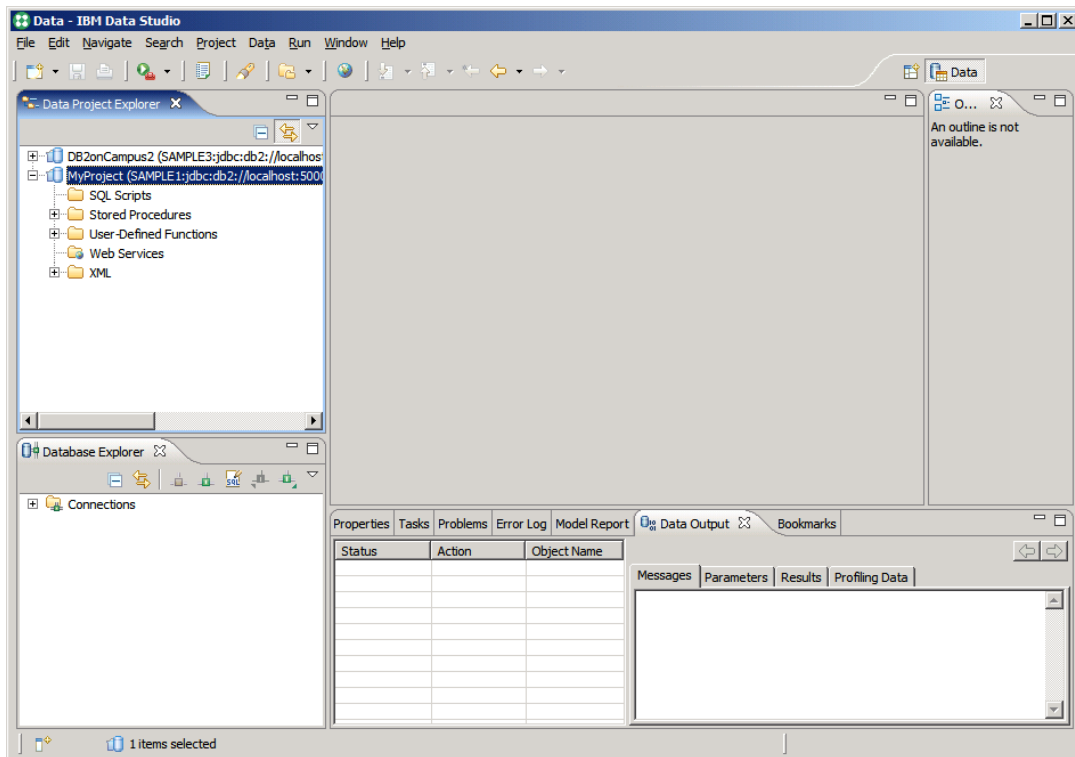 Data - IBM Data Studio
File Edit Navigate Search Project Data Run Window Help
Data
Data Project Explorer
DB2onCampus2 (SAMPLE3:jdbc:db2://localhos
MyProject (SAMPLE1:jdbc:db2://localhost:5000
SQL Scripts
Stored Procedures
User-Defined Functions
Web Services
XML
O...
An outline is not
available.
Database Explorer
SQL
Connections
Properties Tasks Problems Error Log Model Report Data Output Bookmarks
Status Action Object Name
Messages Parameters Results Profiling Data
1 items selected